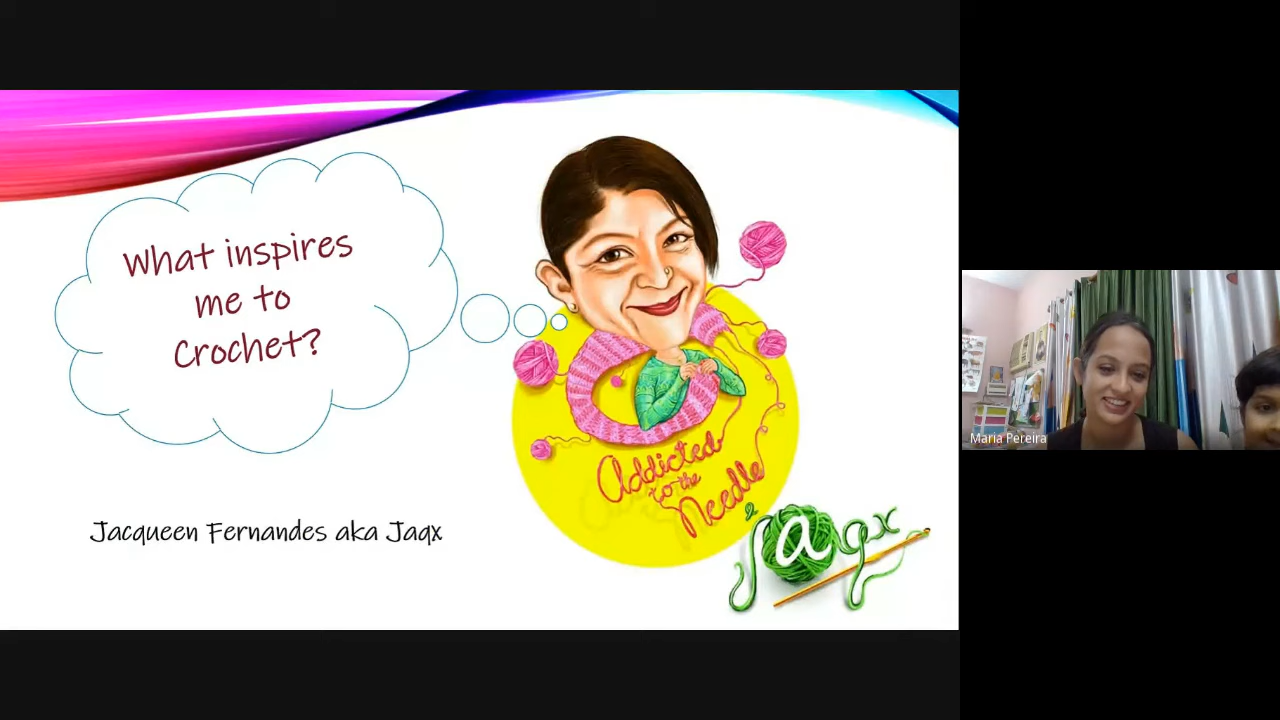 What inspires
me to
Crochet?
Addicted
to the
Needle
Jaqx
Jacqueen Fernandes aka Jaqx
Maria Pereira